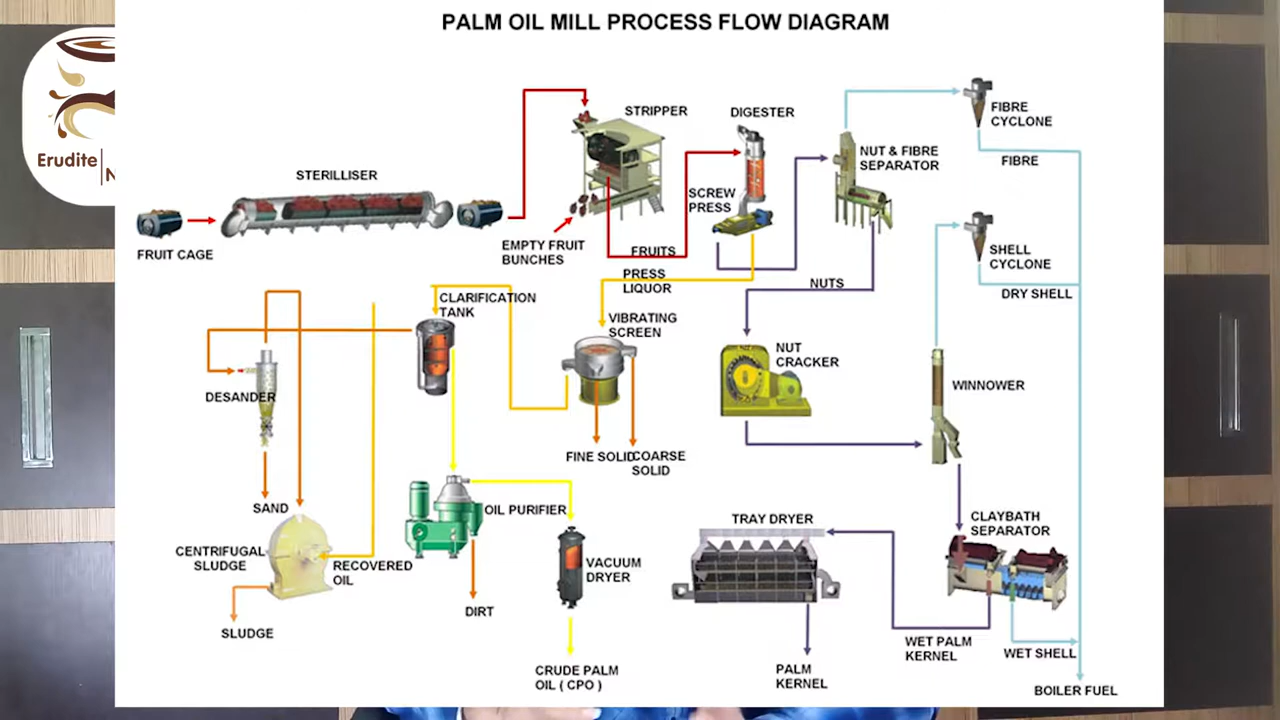 PALM OIL MILL PROCESS FLOW DIAGRAM
Erudite
N
STERILLISER
FRUIT CAGE
STRIPPER
EMPTY FRUIT
BUNCHES
FRUITS
DIGESTER
SCREW
PRESS
NUT & FIBRE
SEPARATOR
FIBRE
CYCLONE
FIBRE
SHELL
CYCLONE
DRY SHELL
PRESS
LIQUOR
NUTS
CLARIFICATION
TANK
VIBRATING
SCREEN
NUT
CRACKER
WINNOWER
DESANDER
FINE SOLID
COARSE
SOLID
SAND
OIL PURIFIER
TRAY DRYER
CLAYBATH
SEPARATOR
CENTRIFUGAL
SLUDGE
RECOVERED
OIL
VACUUM
DRYER
DIRT
SLUDGE
WET PALM
KERNEL
WET SHELL
CRUDE PALM
OIL ( CPO )
PALM
KERNEL
BOILER FUEL